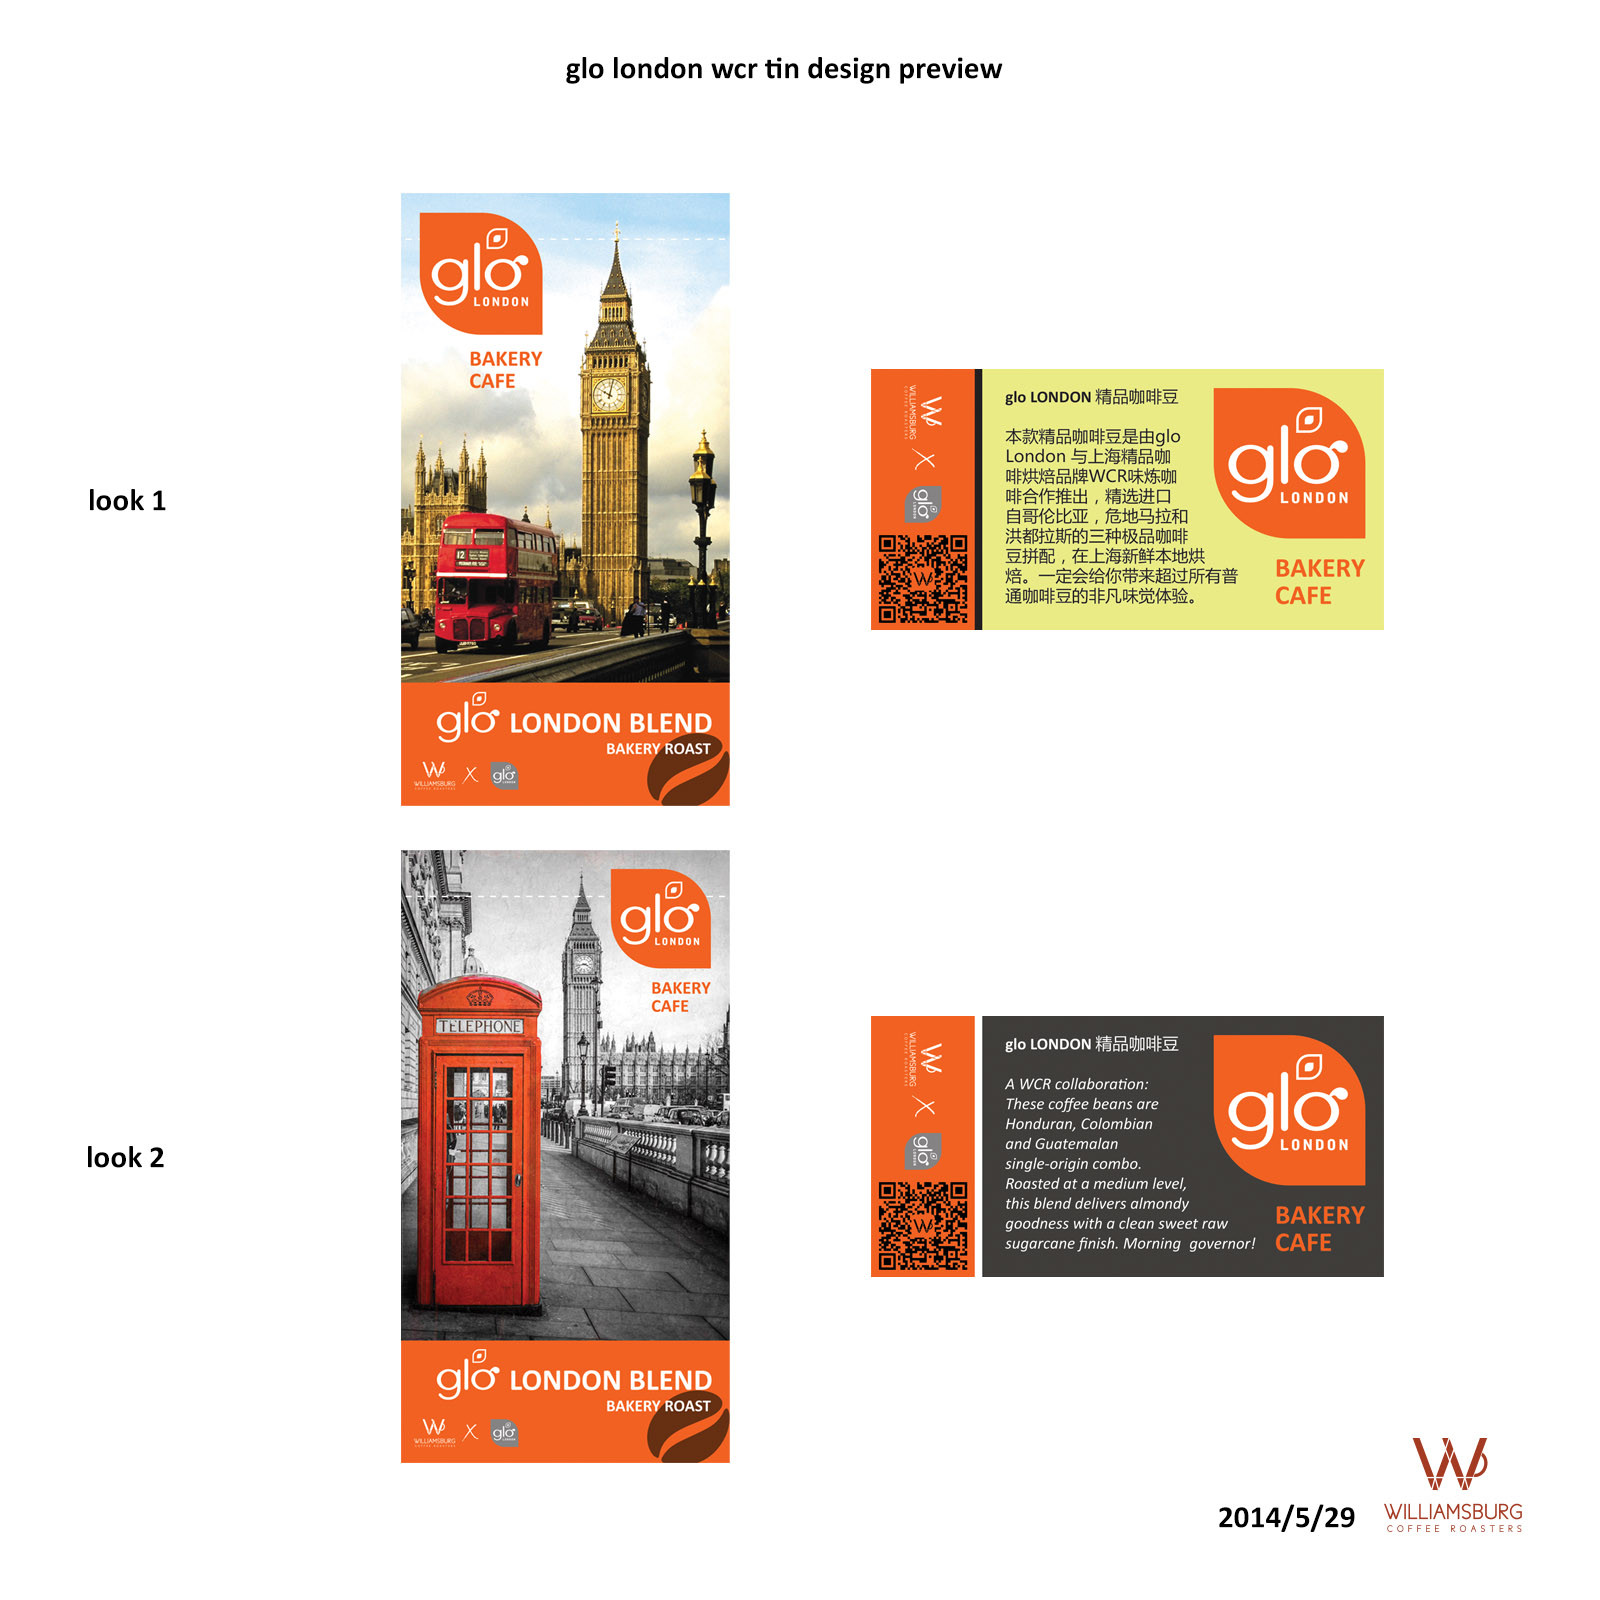 glo london wcr tin design preview
look 1
glo
LONDON
BAKERY
CAFE
12
glo LONDON BLEND
BAKERY ROAST
W
WILLIAMSBURG
COFFEE ROASTERS
X
glo
LONDON
WILLIAMSBURG
COFFEE ROASTERS
W
X
glo
LONDON
W
glo LONDON 精品咖啡豆
本款精品咖啡豆是由glo
London 与上海精品咖
啡烘焙品牌WCR味炼咖
啡合作推出，精选进口
自哥伦比亚，危地马拉和
洪都拉斯的三种极品咖啡
豆拼配，在上海新鲜本地烘
焙。一定会给你带来超过所有普
通咖啡豆的非凡味觉体验。
glo
LONDON
BAKERY
CAFE
look 2
glo
LONDON
BAKERY
CAFE
TELEPHONE
glo LONDON BLEND
BAKERY ROAST
W
WILLIAMSBURG
COFFEE ROASTERS
X
glo
LONDON
WILLIAMSBURG
COFFEE ROASTERS
W
X
glo
LONDON
W
glo LONDON 精品咖啡豆
A WCR collaboration:
These coffee beans are
Honduran, Colombian
and Guatemalan
single-origin combo.
Roasted at a medium level,
this blend delivers almondy
goodness with a clean sweet raw
sugarcane finish. Morning  governor!
glo
LONDON
BAKERY
CAFE
2014/5/29
W
WILLIAMSBURG
COFFEE ROASTERS